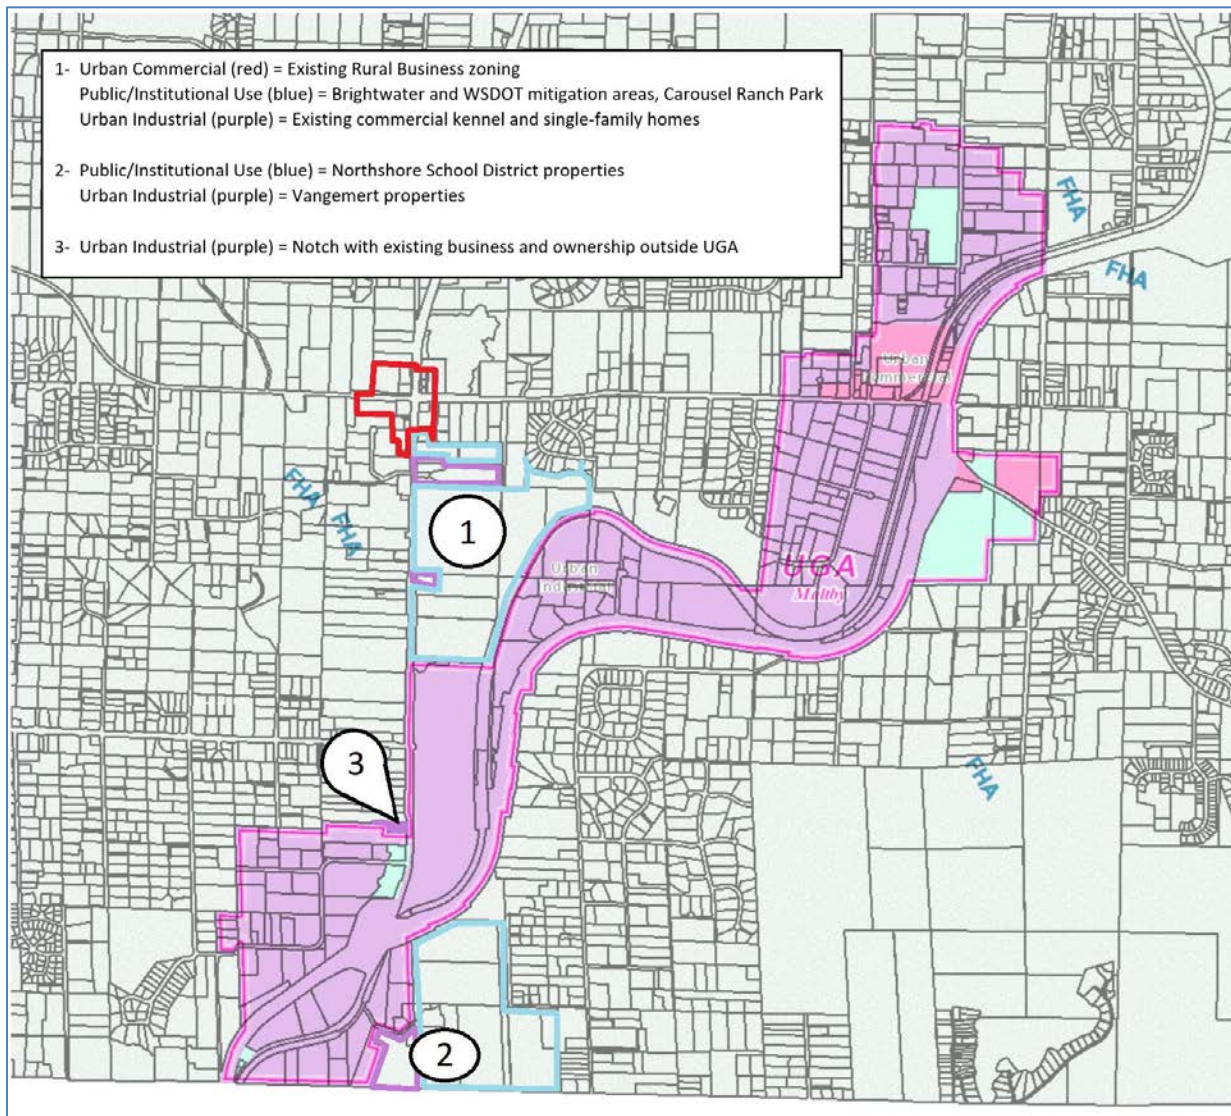 1- Urban Commercial (red) = Existing Rural Business zoning
Public/Institutional Use (blue) = Brightwater and WSDOT mitigation areas, Carousel Ranch Park
Urban Industrial (purple) = Existing commercial kennel and single-family homes
2- Public/Institutional Use (blue) = Northshore School District properties
Urban Industrial (purple) = Vangemert properties
3- Urban Industrial (purple) = Notch with existing business and ownership outside UGA
FHA
FHA
Urban
Commercial
FHA
FHA
1
Urban
Industrial
UGA
Maltby
3
FHA
2